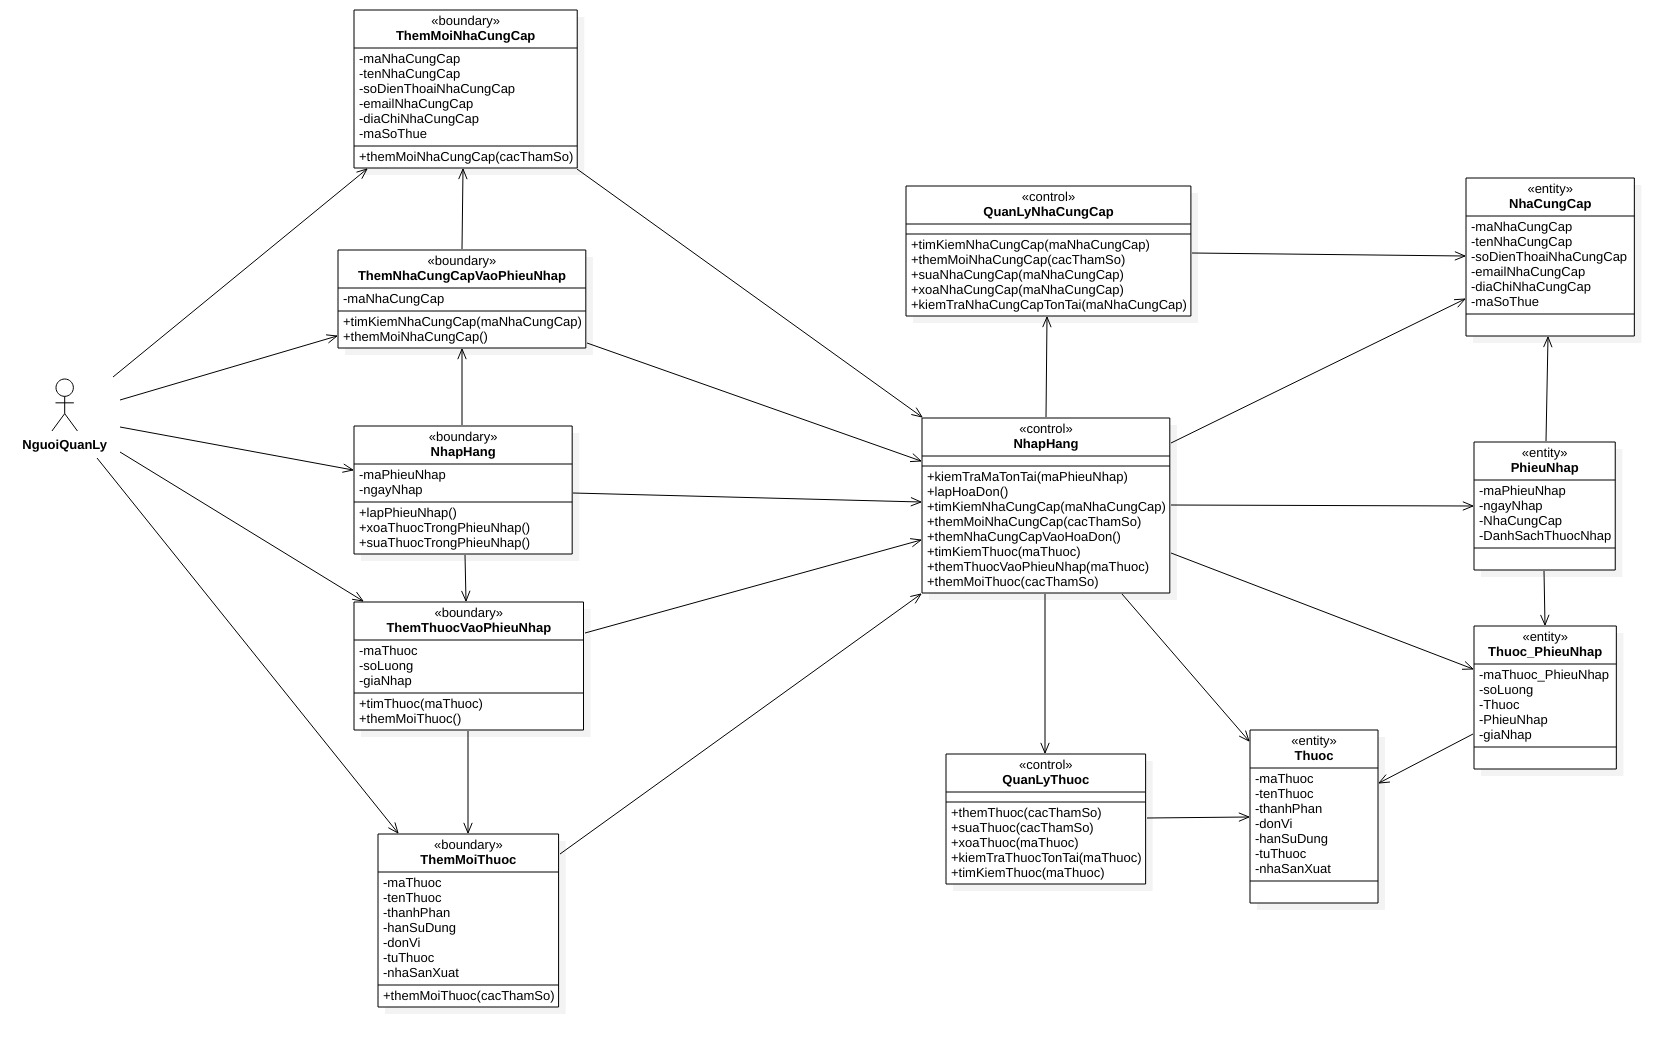 «boundary»
ThemMoiNhaCungCap
-maNhaCungCap
-tenNhaCungCap
-soDienThoaiNhaCungCap
-emailNhaCungCap
-diaChiNhaCungCap
-maSoThue
+themMoiNhaCungCap(cacThamSo)
«boundary»
ThemNhaCungCapVaoPhieuNhap
-maNhaCungCap
+timKiemNhaCungCap(maNhaCungCap)
+themMoiNhaCungCap()
NguoiQuanLy
«boundary»
NhapHang
-maPhieuNhap
-ngayNhap
+lapPhieuNhap()
+xoaThuocTrongPhieuNhap()
+suaThuocTrongPhieuNhap()
«boundary»
ThemThuocVaoPhieuNhap
-maThuoc
-soLuong
-giaNhap
+timThuoc(maThuoc)
+themMoiThuoc()
«boundary»
ThemMoiThuoc
-maThuoc
-tenThuoc
-thanhPhan
-hanSuDung
-donVi
-tuThuoc
-nhaSanXuat
+themMoiThuoc(cacThamSo)
«control»
QuanLyNhaCungCap
+timKiemNhaCungCap(maNhaCungCap)
+themMoiNhaCungCap(cacThamSo)
+suaNhaCungCap(maNhaCungCap)
+xoaNhaCungCap(maNhaCungCap)
+kiemTraNhaCungCapTonTai(maNhaCungCap)
«control»
NhapHang
+kiemTraMaTonTai(maPhieuNhap)
+lapHoaDon()
+timKiemNhaCungCap(maNhaCungCap)
+themMoiNhaCungCap(cacThamSo)
+themNhaCungCapVaoHoaDon()
+timKiemThuoc(maThuoc)
+themThuocVaoPhieuNhap(maThuoc)
+themMoiThuoc(cacThamSo)
«control»
QuanLyThuoc
+themThuoc(cacThamSo)
+suaThuoc(cacThamSo)
+xoaThuoc(maThuoc)
+kiemTraThuocTonTai(maThuoc)
+timKiemThuoc(maThuoc)
«entity»
NhaCungCap
-maNhaCungCap
-tenNhaCungCap
-soDienThoaiNhaCungCap
-emailNhaCungCap
-diaChiNhaCungCap
-maSoThue
«entity»
PhieuNhap
-maPhieuNhap
-ngayNhap
-NhaCungCap
-DanhSachThuocNhap
«entity»
Thuoc_PhieuNhap
-maThuoc_PhieuNhap
-soLuong
-Thuoc
-PhieuNhap
-giaNhap
«entity»
Thuoc
-maThuoc
-tenThuoc
-thanhPhan
-donVi
-hanSuDung
-tuThuoc
-nhaSanXuat